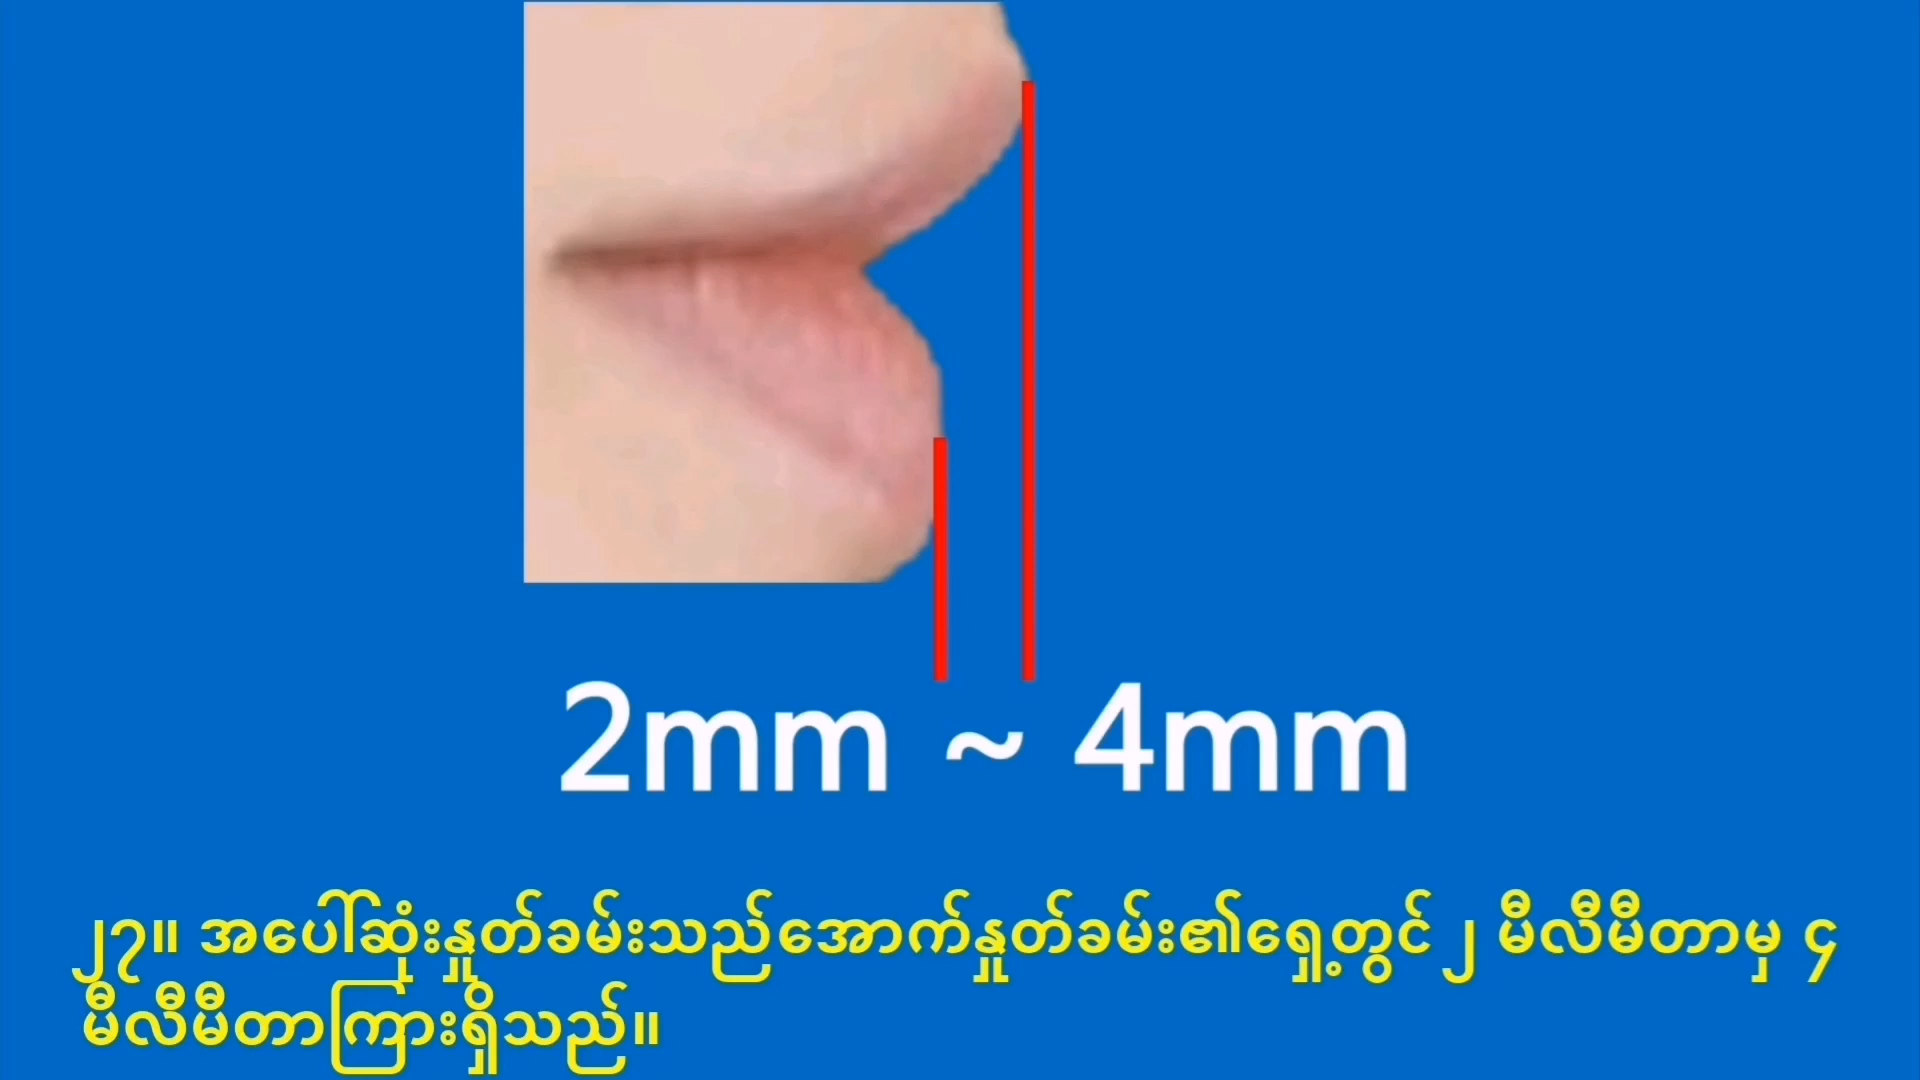 2mm ~ 4mm
၂၇။ အပေါ်ဆုံးနှုတ်ခမ်းသည်အောက်နှုတ်ခမ်း၏ရှေ့တွင် ၂ မီလီမီတာမှ ၄
မီလီမီတာကြားရှိသည်။